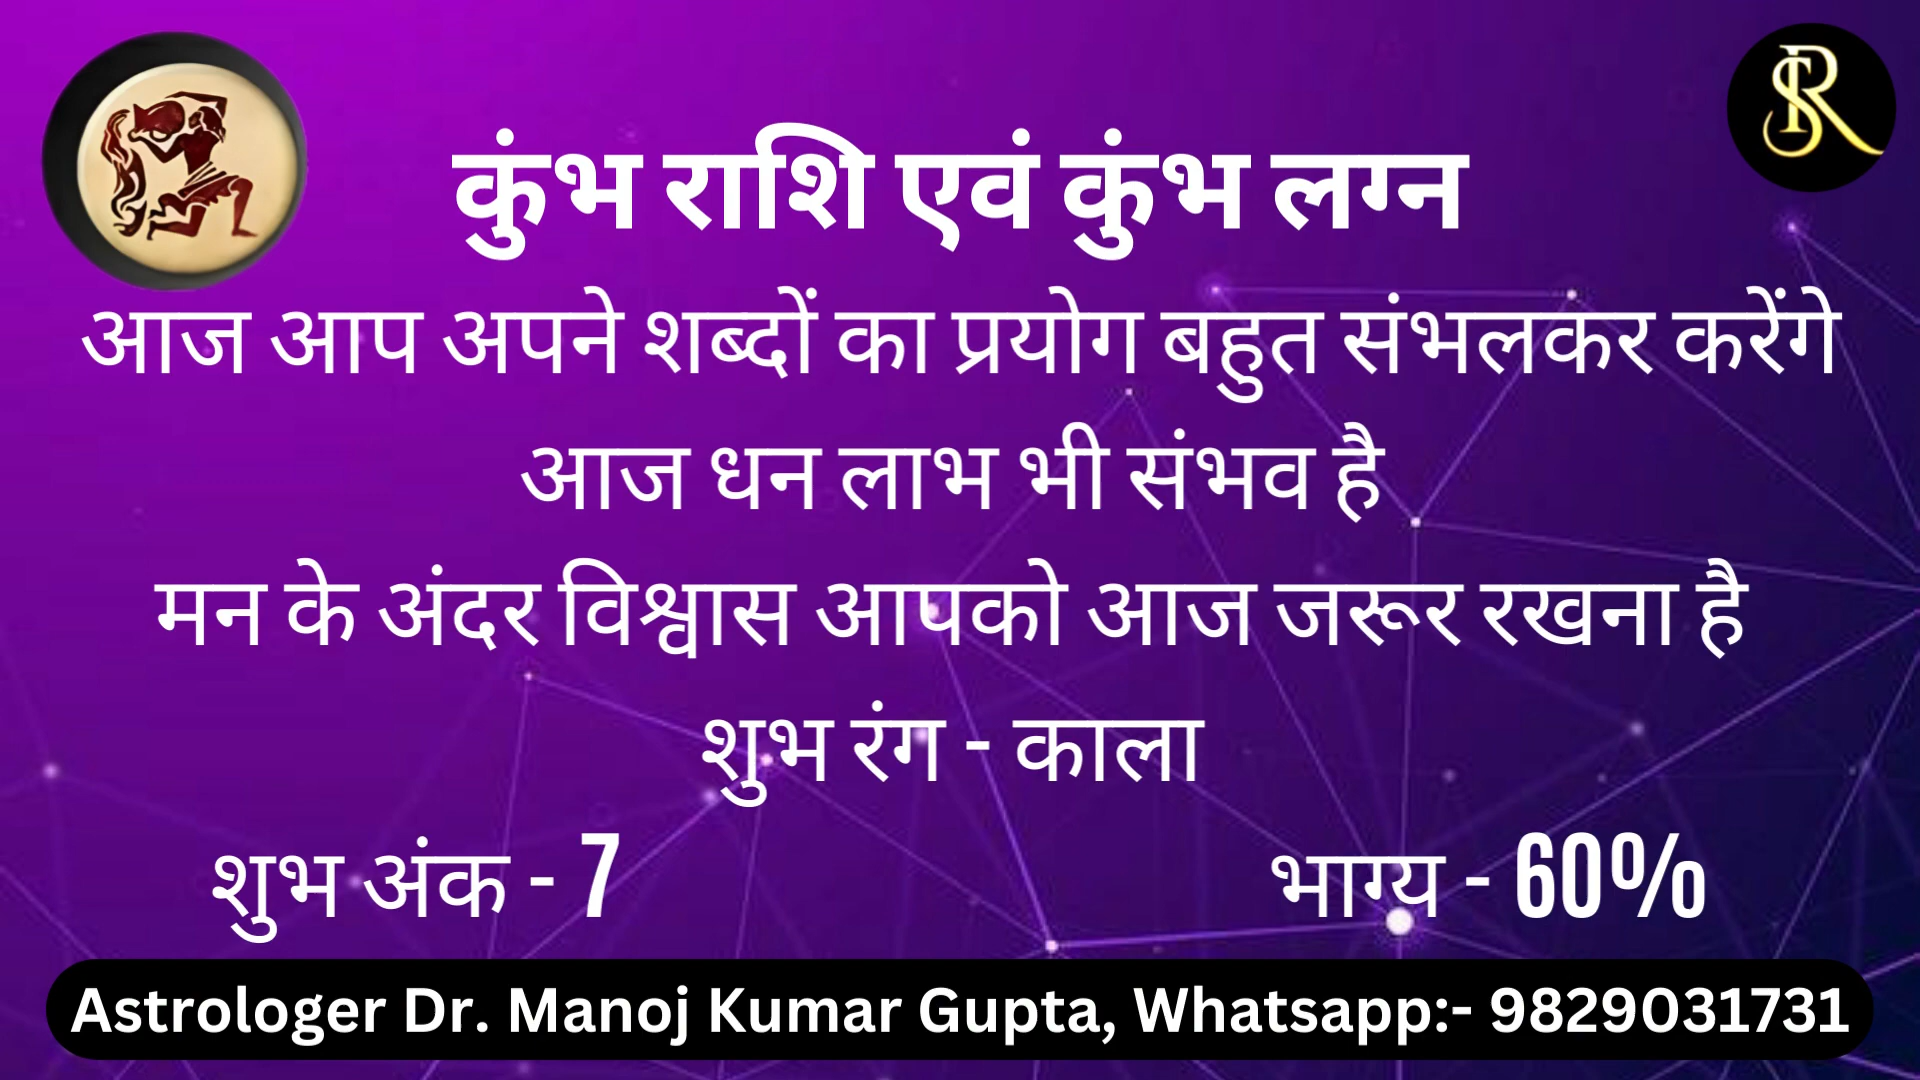 कुंभ राशि एवं कुंभ लग्न
आज आप अपने शब्दों का प्रयोग बहुत संभलकर करेंगे
आज धन लाभ भी संभव है
मन के अंदर विश्वास आपको आज जरूर रखना है
शुभ रंग - काला
शुभ अंक - 7 भाग्य - 60%
Astrologer Dr. Manoj Kumar Gupta, Whatsapp:- 9829031731